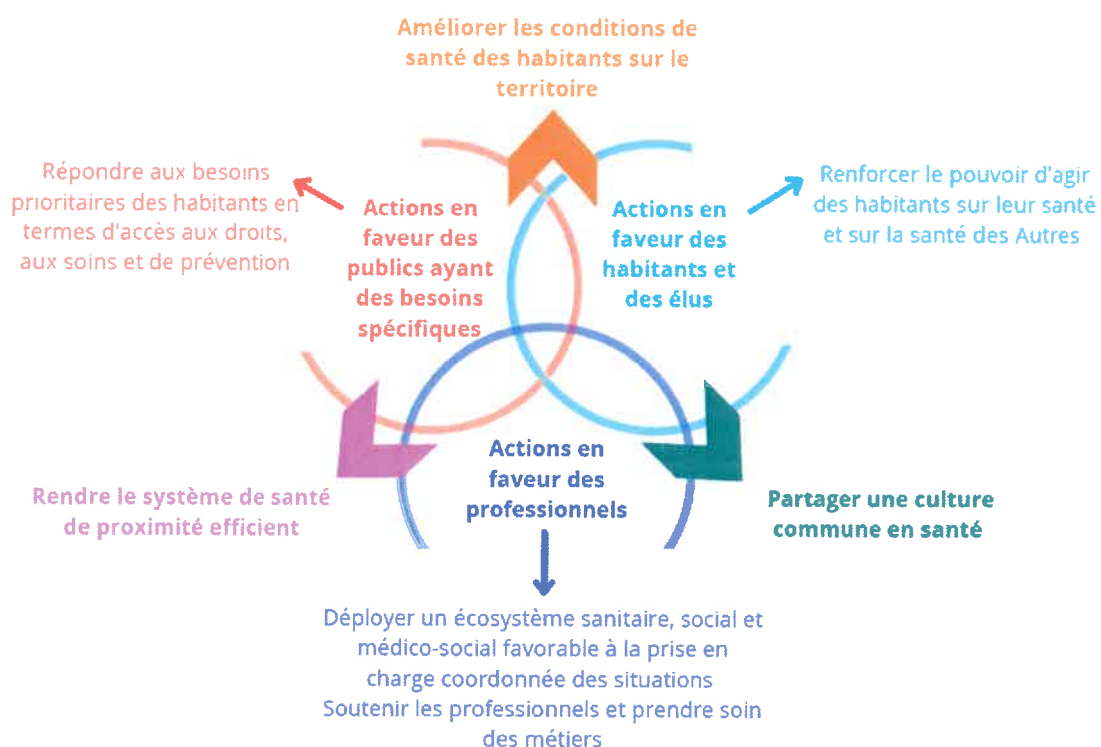 Améliorer les conditions de
santé des habitants sur le
territoire
Répondre aux besoins
prioritaires des habitants en
termes d'accès aux droits,
aux soins et de prévention
Actions en
faveur des
publics ayant
des besoins
spécifiques
Actions en
faveur des
habitants et
des élus
Renforcer le pouvoir d'agir
des habitants sur leur santé
et sur la santé des Autres
Rendre le système de santé
de proximité efficient
Actions en
faveur des
professionnels
Partager une culture
commune en santé
Déployer un écosystème sanitaire, social et
médico-social favorable à la prise en
charge coordonnée des situations
Soutenir les professionnels et prendre soin
des métiers